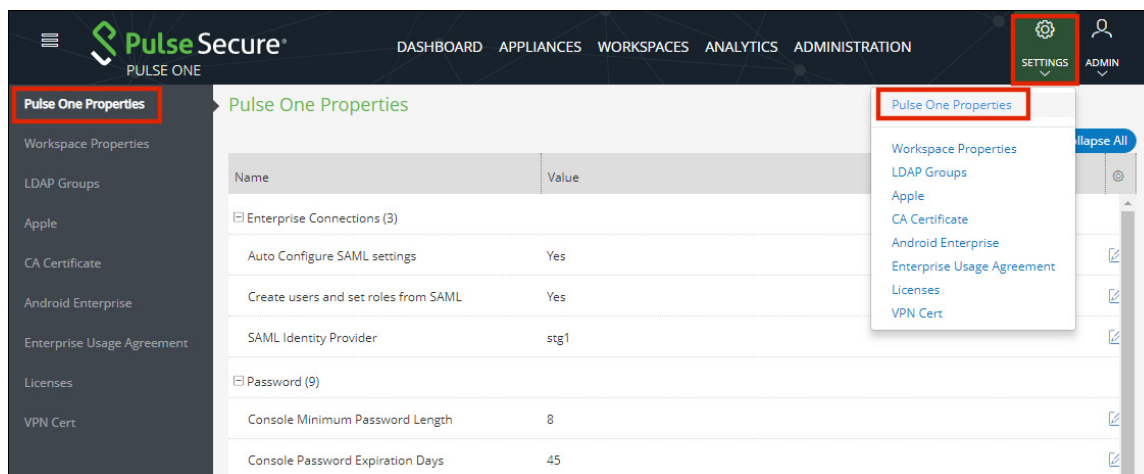 Pulse Secure®
PULSE ONE
DASHBOARD APPLIANCES WORKSPACES ANALYTICS ADMINISTRATION
SETTINGS
ADMIN
Pulse One Properties
Workspace Properties
LDAP Groups
Apple
CA Certificate
Android Enterprise
Enterprise Usage Agreement
Licenses
VPN Cert
Pulse One Properties
Pulse One Properties
Workspace Properties
LDAP Groups
Apple
CA Certificate
Android Enterprise
Enterprise Usage Agreement
Licenses
VPN Cert
llapse All
Name Value
Enterprise Connections (3)
Auto Configure SAML settings Yes
Create users and set roles from SAML Yes
SAML Identity Provider stg1
Password (9)
Console Minimum Password Length 8
Console Password Expiration Days 45